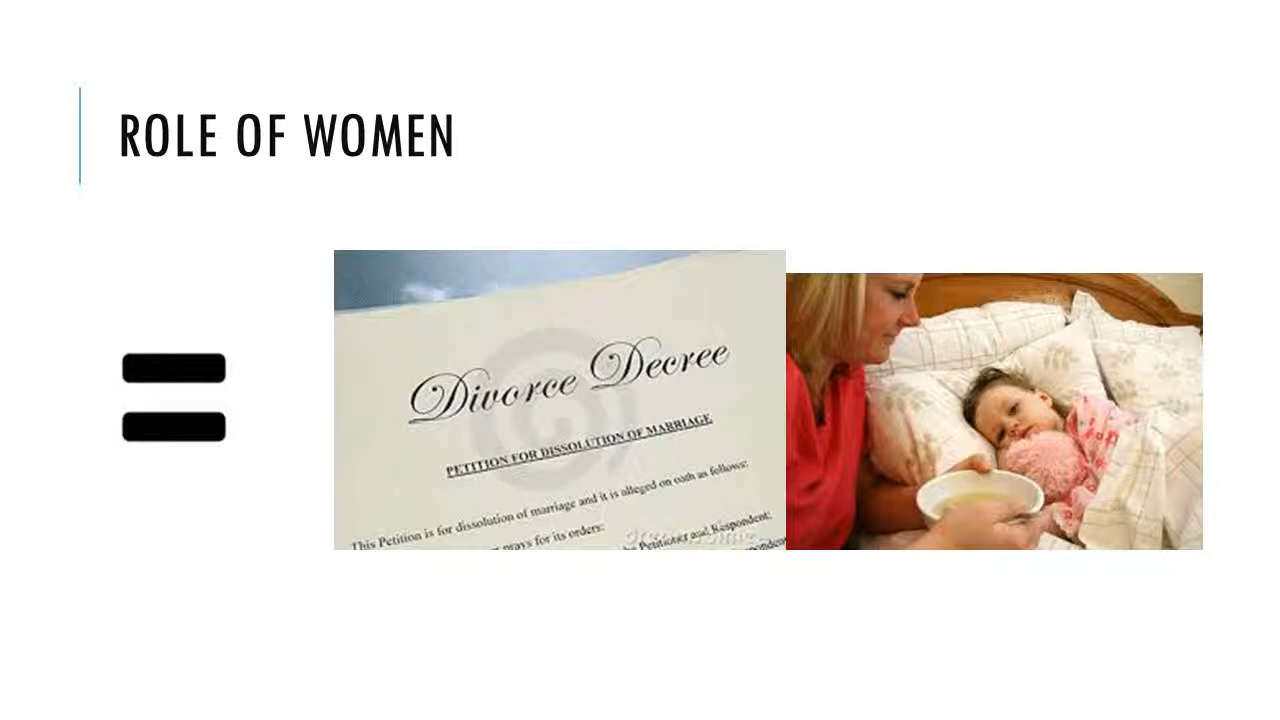 ROLE OF WOMEN
Divorce Decree
PETITION FOR DISSOLUTION OF MARRIAGE
This Petition is for dissolution of marriage and it is alleged on oath as follows:
prays for its orders:
Petitioner and Respondent;